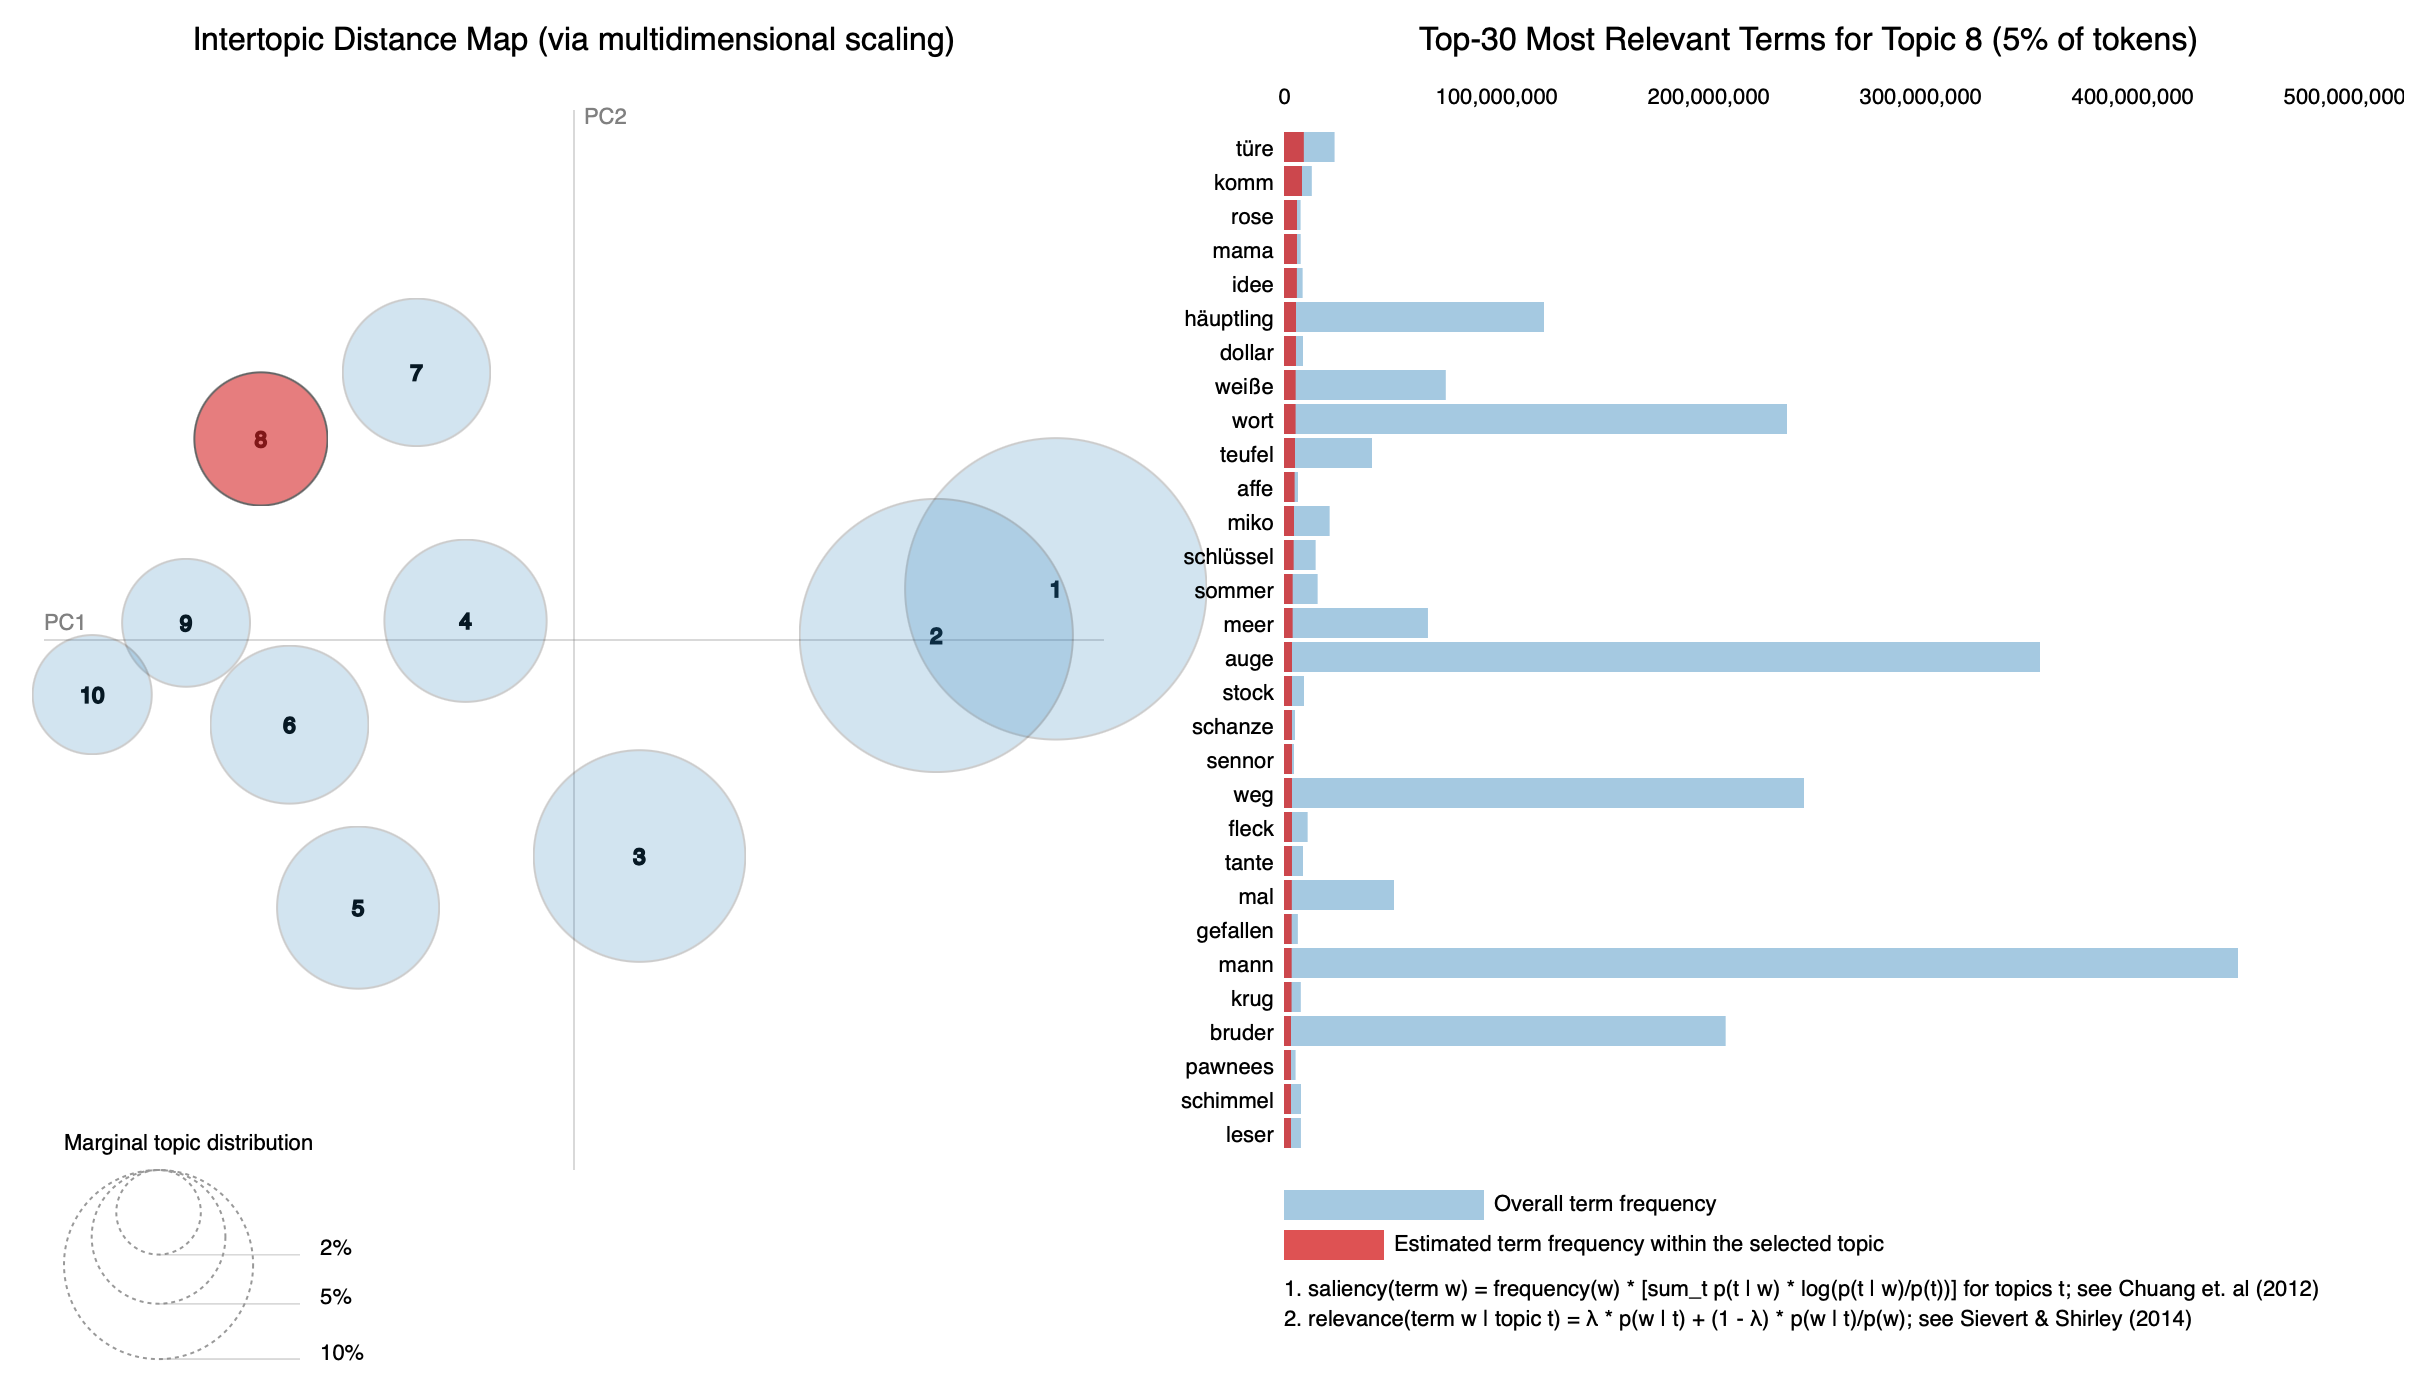 Intertopic Distance Map (via multidimensional scaling)
PC2
PC1
7
8
1
2
4
9
10
6
3
5
Marginal topic distribution
2%
5%
10%
Top-30 Most Relevant Terms for Topic 8 (5% of tokens)
0 100,000,000 200,000,000 300,000,000 400,000,000 500,000,000
türe
komm
rose
mama
idee
häuptling
dollar
weiße
wort
teufel
affe
miko
schlüssel
sommer
meer
auge
stock
schanze
sennor
weg
fleck
tante
mal
gefallen
mann
krug
bruder
pawnees
schimmel
leser
Overall term frequency
Estimated term frequency within the selected topic
1. saliency(term w) = frequency(w) * [sum_t p(t | w) * log(p(t | w)/p(t))] for topics t; see Chuang et. al (2012)
2. relevance(term w | topic t) = λ * p(w | t) + (1 - λ) * p(w | t)/p(w); see Sievert & Shirley (2014)